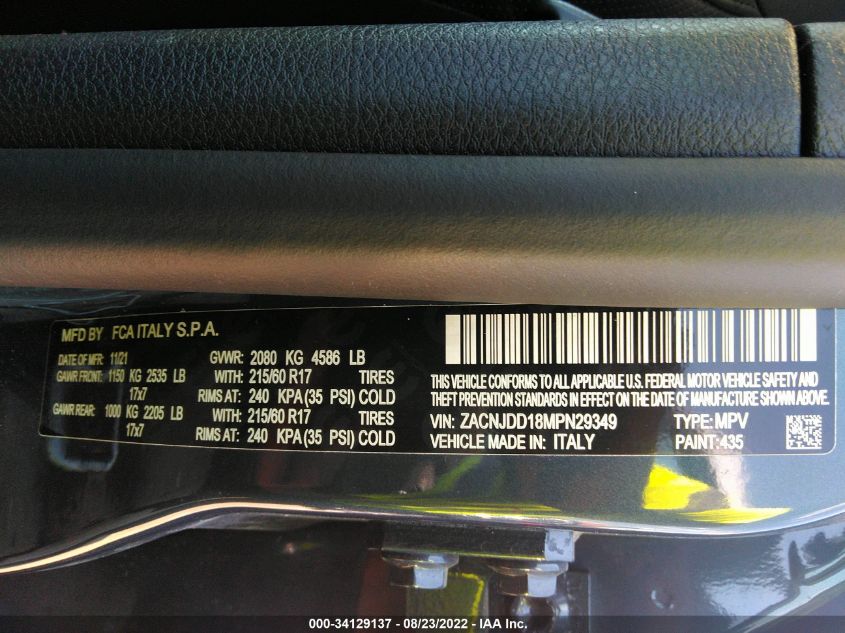 MFD BY FCA ITALY S.P.A.
DATE OF MFR: 11/21 GVWR: 2080 KG 4586 LB
GAWR FRONT: 1150 KG 2535 LB WITH: 215/60 R17 TIRES
17x7 RIMS AT: 240 KPA (35 PSI) COLD
GAWR REAR: 1000 KG 2205 LB WITH: 215/60 R17 TIRES
17x7 RIMS AT: 240 KPA (35 PSI) COLD
THIS VEHICLE CONFORMS TO ALL APPLICABLE U.S. FEDERAL MOTOR VEHICLE SAFETY AND
THEFT PREVENTION STANDARDS IN EFFECT ON THE DATE OF MANUFACTURE SHOWN ABOVE.
VIN: ZACNJDD18MPN29349 TYPE: MPV
VEHICLE MADE IN: ITALY PAINT: 435
000-34129137 - 08/23/2022 - IAA Inc.